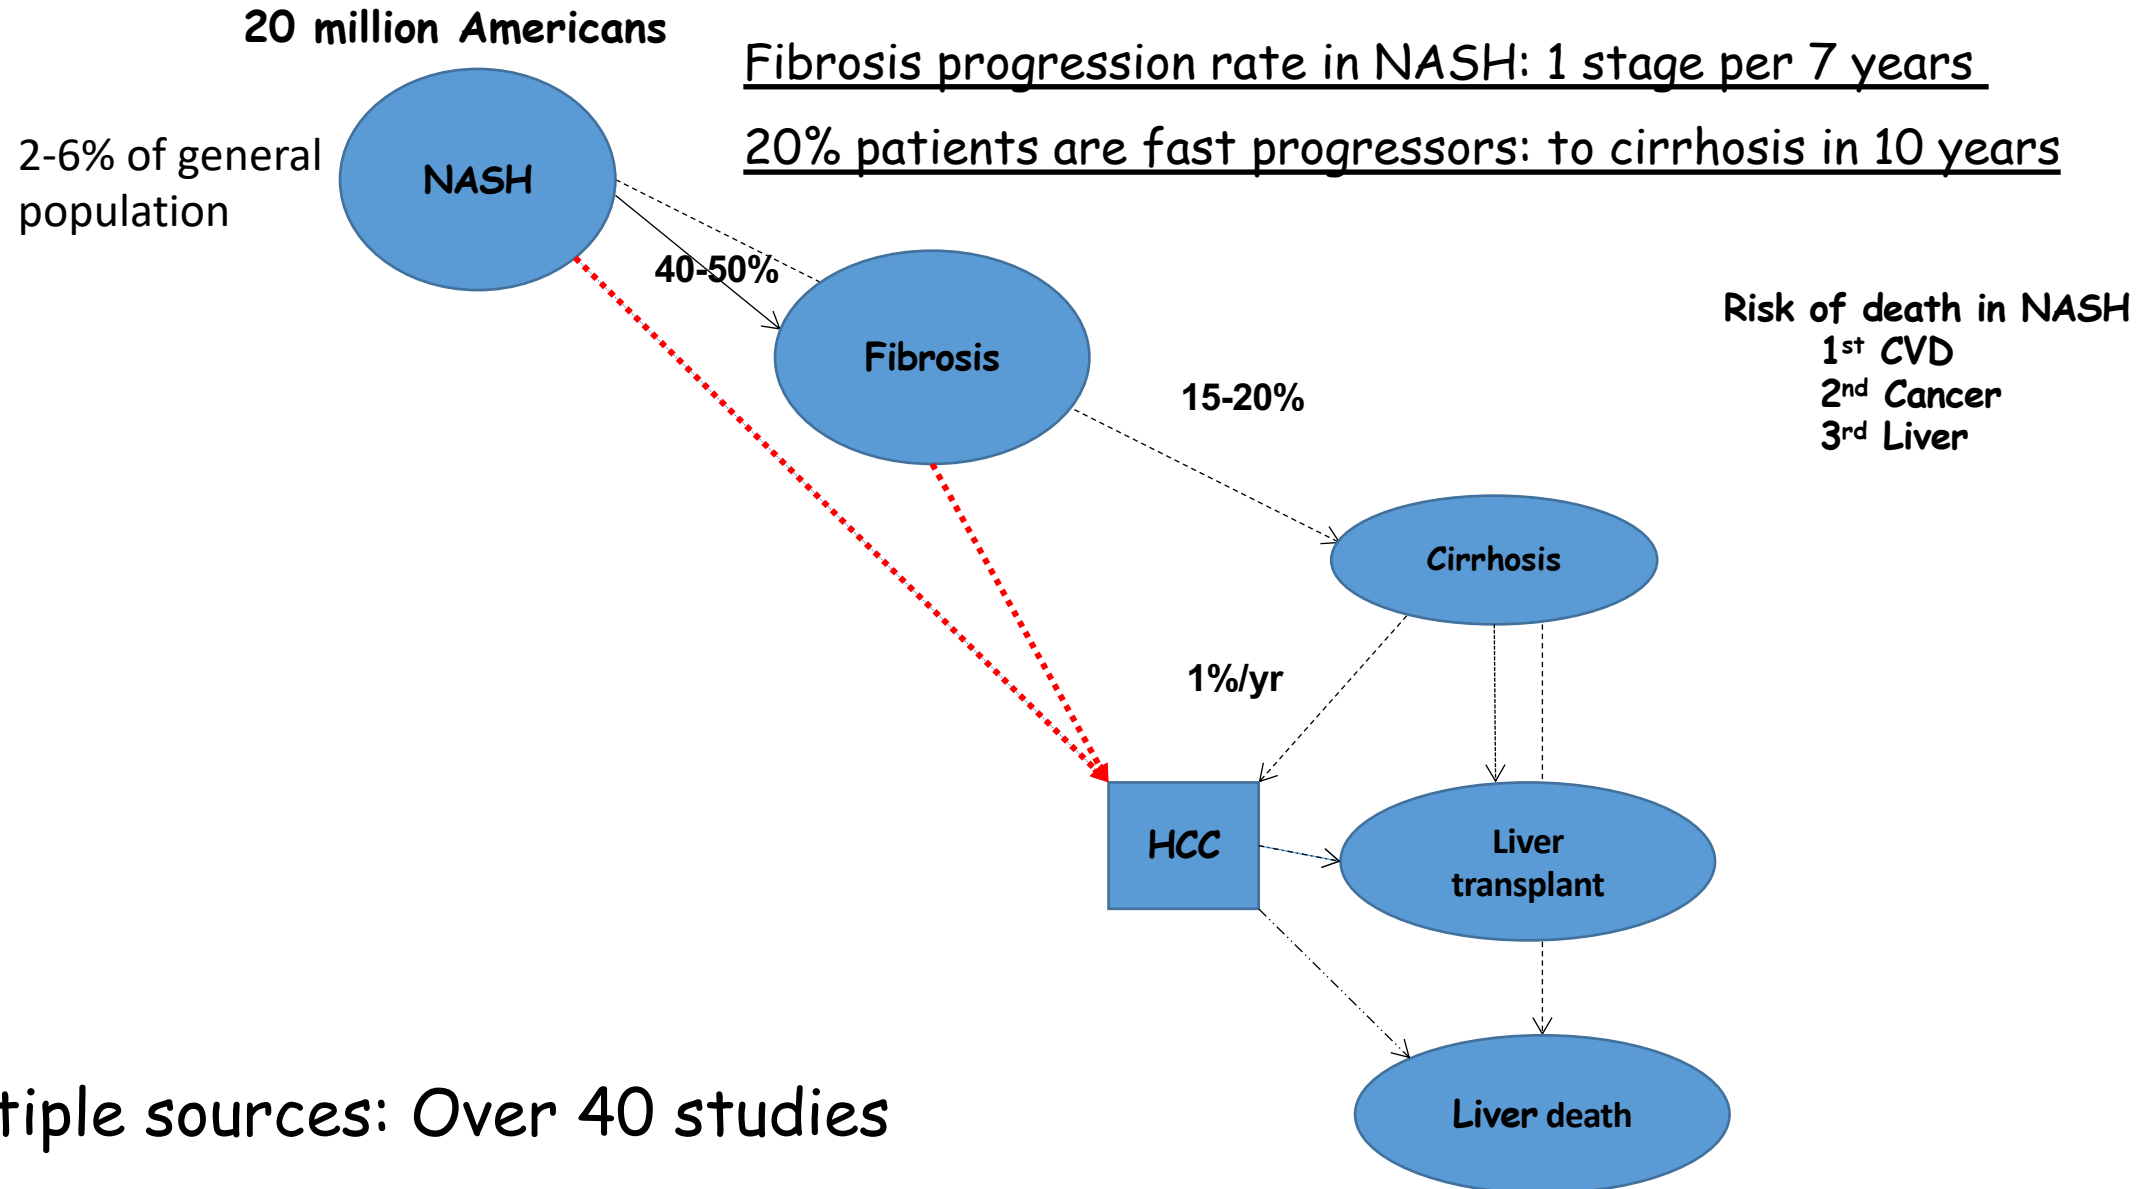 20 million Americans
Fibrosis progression rate in NASH: 1 stage per 7 years
20% patients are fast progressors: to cirrhosis in 10 years
2-6% of general
population
NASH
40-50%
Fibrosis
Risk of death in NASH
1st CVD
2nd Cancer
3rd Liver
15-20%
Cirrhosis
1%/yr
HCC
Liver
transplant
tiple sources: Over 40 studies
Liver death